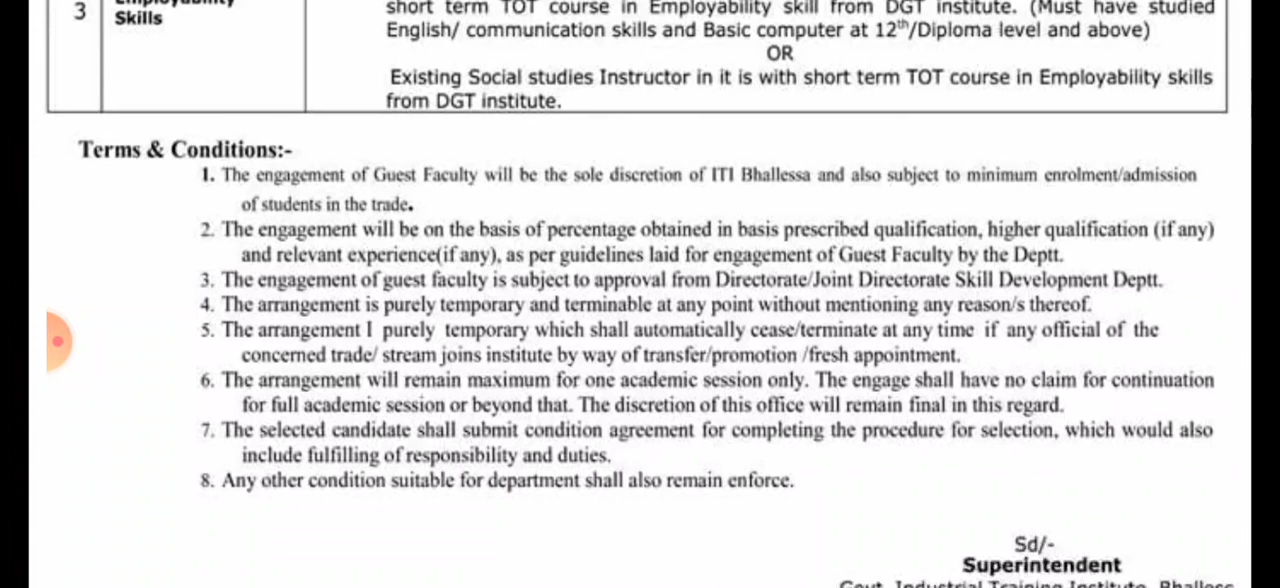 3
Employability
Skills
short term TOT course in Employability skill from DGT institute. (Must have studied
English/ communication skills and Basic computer at 12th/Diploma level and above)
OR
Existing Social studies Instructor in it is with short term TOT course in Employability skills
from DGT institute.
Terms & Conditions:-
1. The engagement of Guest Faculty will be the sole discretion of ITI Bhallessa and also subject to minimum enrolment/admission
of students in the trade.
2. The engagement will be on the basis of percentage obtained in basis prescribed qualification, higher qualification (if any)
and relevant experience(if any), as per guidelines laid for engagement of Guest Faculty by the Deptt.
3. The engagement of guest faculty is subject to approval from Directorate/Joint Directorate Skill Development Deptt.
4. The arrangement is purely temporary and terminable at any point without mentioning any reason/s thereof.
5. The arrangement I purely temporary which shall automatically cease/terminate at any time if any official of the
concerned trade/ stream joins institute by way of transfer/promotion /fresh appointment.
6. The arrangement will remain maximum for one academic session only. The engage shall have no claim for continuation
for full academic session or beyond that. The discretion of this office will remain final in this regard.
7. The selected candidate shall submit condition agreement for completing the procedure for selection, which would also
include fulfilling of responsibility and duties.
8. Any other condition suitable for department shall also remain enforce.
Sd/-
Superintendent
Govt. Industrial Training Institute, Bhalless